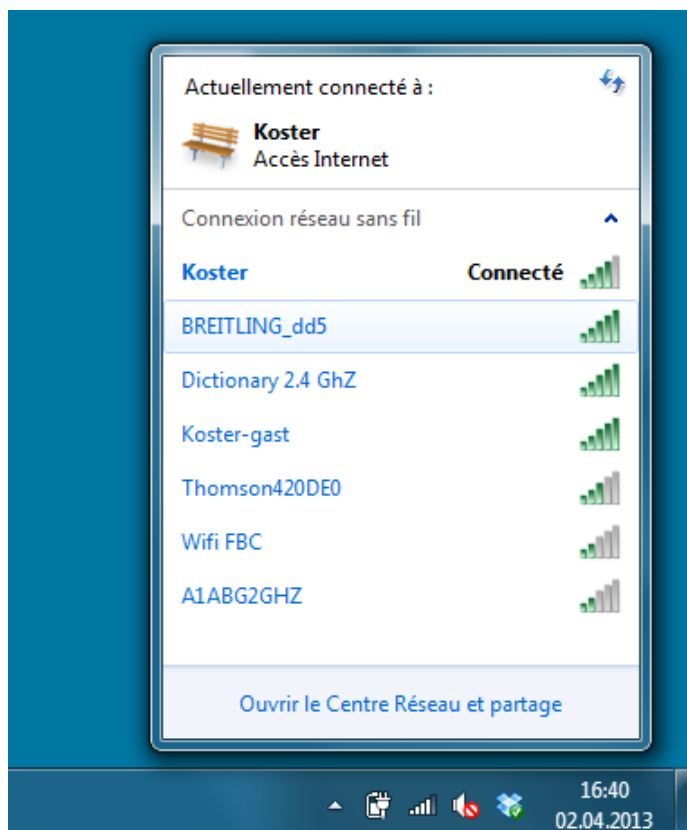 Actuellement connecté à :
Koster
Accès Internet
Connexion réseau sans fil
Koster Connecté
BREITLING_dd5
Dictionary 2.4 GhZ
Koster-gast
Thomson420DE0
Wifi FBC
A1ABG2GHZ
Ouvrir le Centre Réseau et partage
16:40
02.04.2013